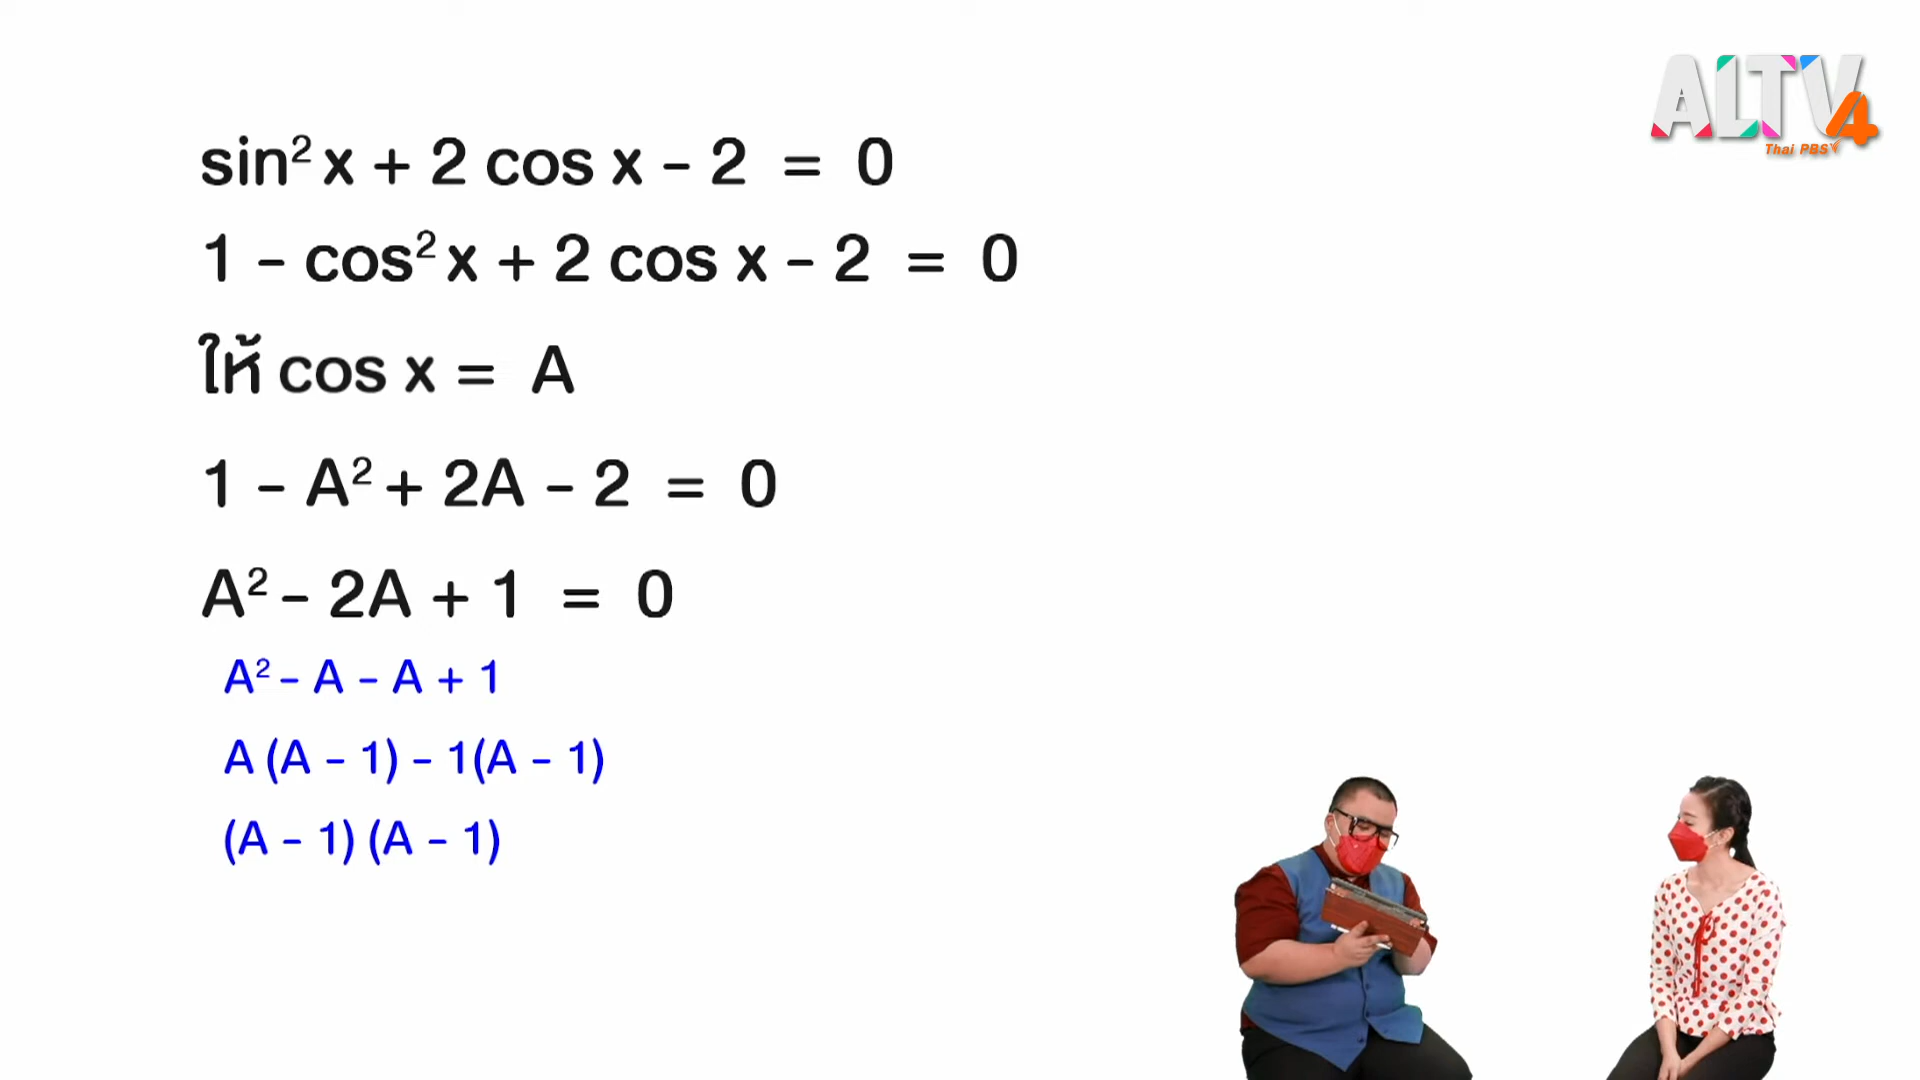 sin²x + 2 cos x - 2 = 0
1 - cos²x + 2 cos x - 2 = 0
ให้ cos x = A
1 - A² + 2A - 2 = 0
A² - 2A + 1 = 0
A² - A - A + 1
A (A - 1) - 1(A - 1)
(A - 1) (A - 1)
ALTV4
Thai PBS